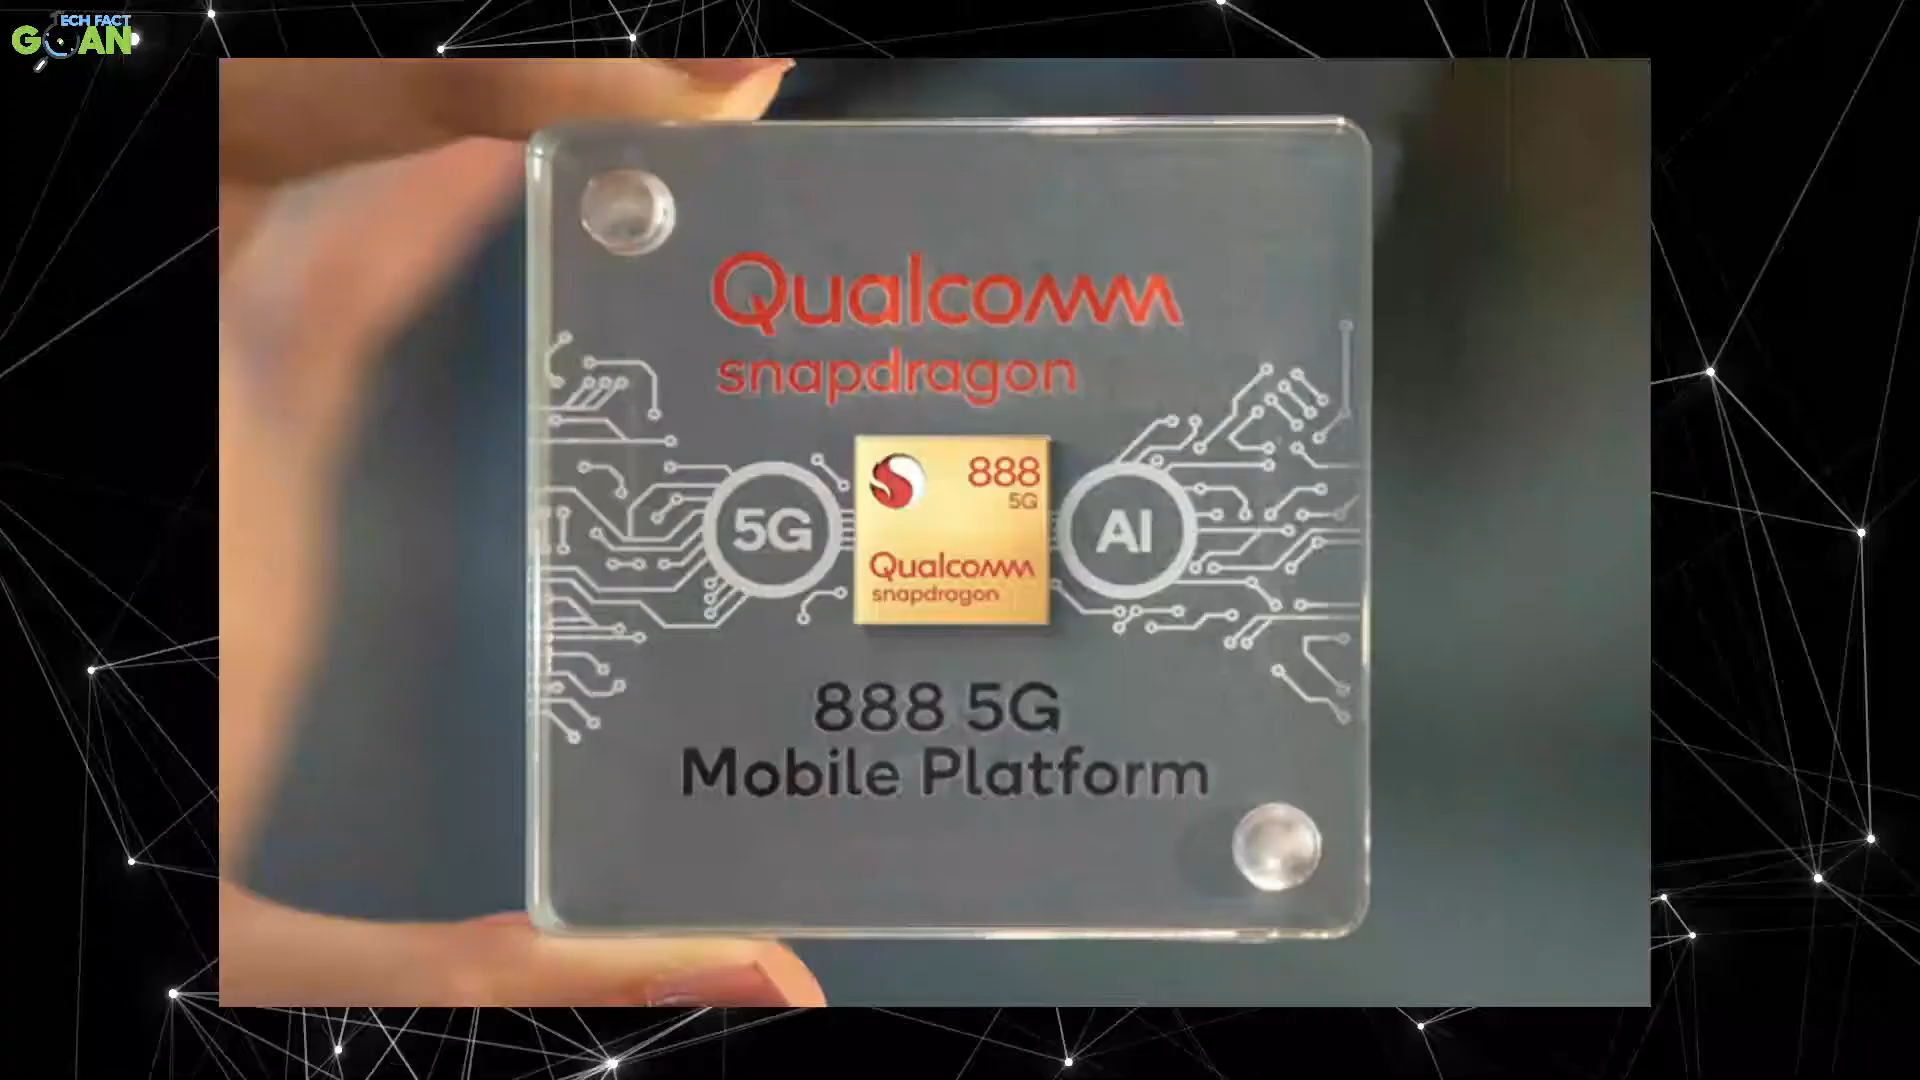 ECH FACT
GOAN
Qualcomm
snapdragon
888
5G
5G
AI
Qualcomm
snapdragon
888 5G
Mobile Platform